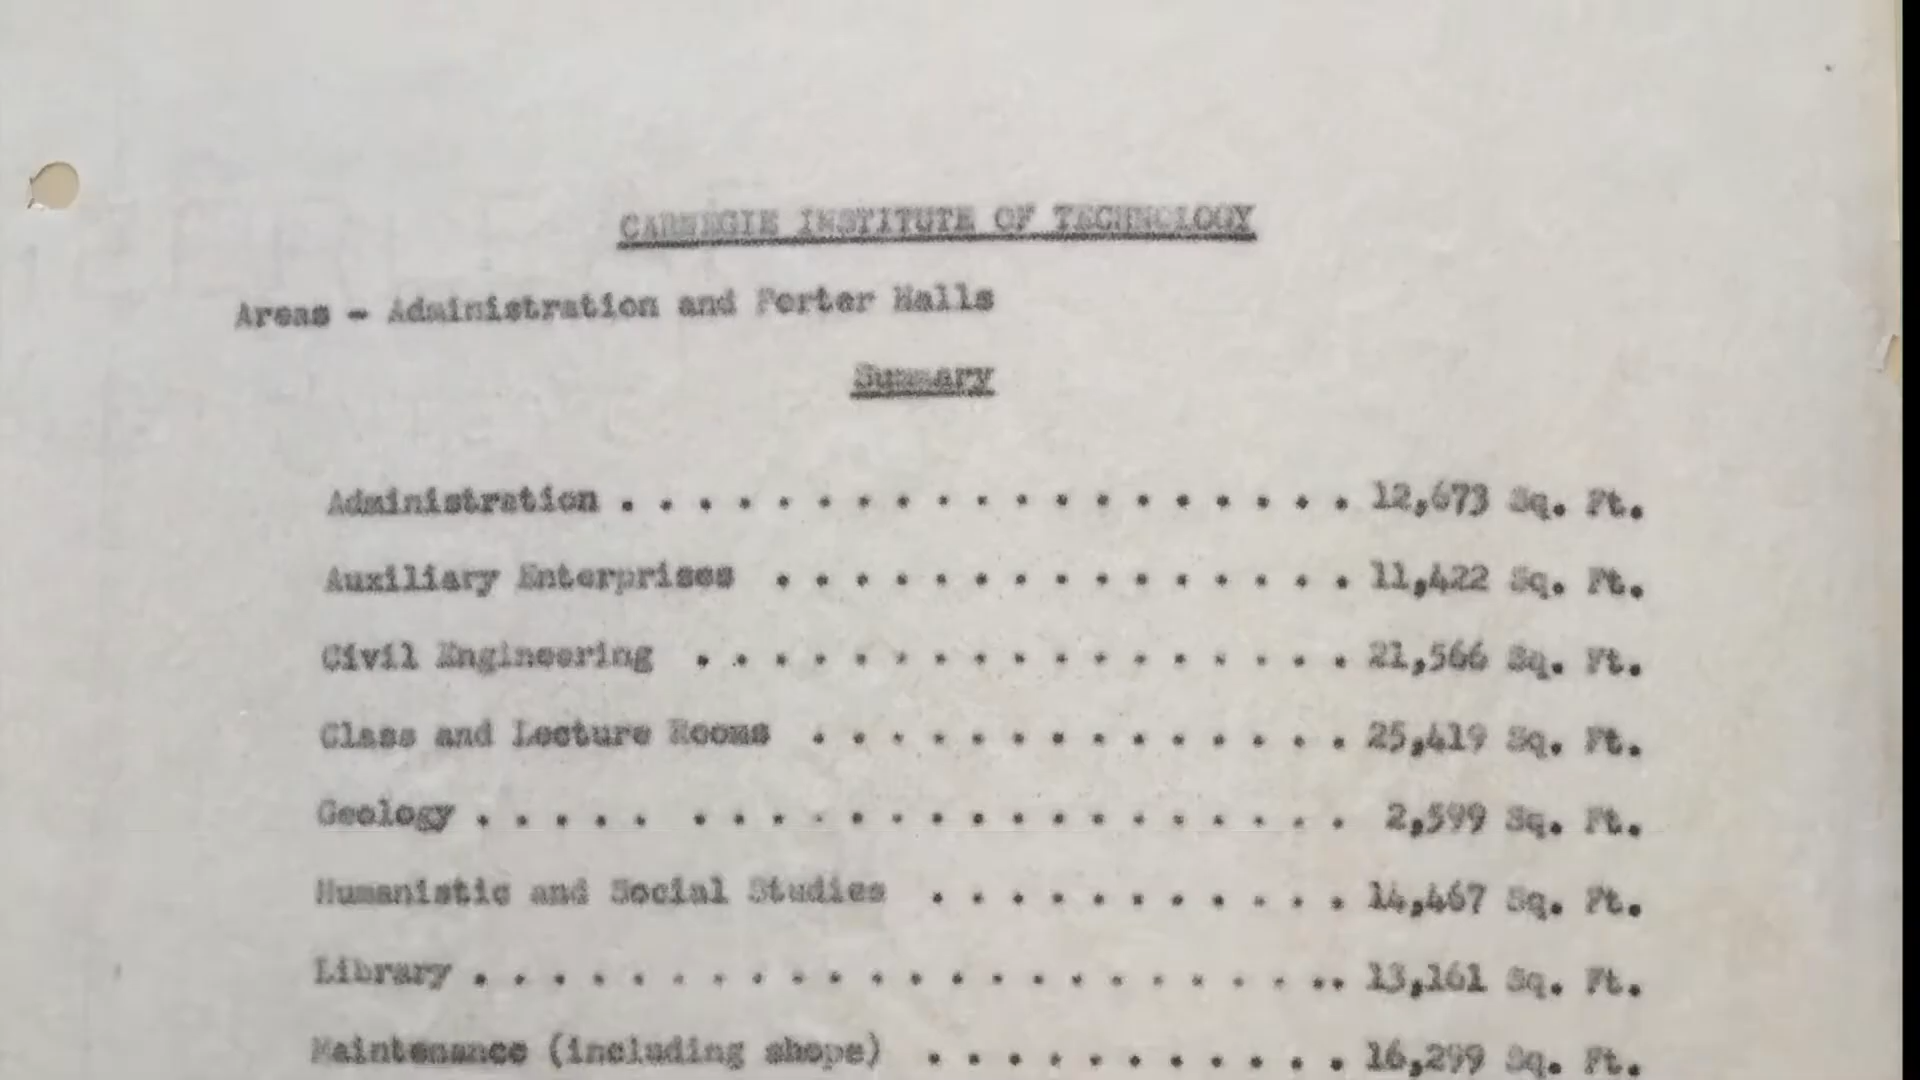 CARNEGIE INSTITUTE OF TECHNOLOGY
Areas - Administration and Porter Halls
Summary
Administration . . . . . . . . . . . . . . . . . . . 12,673 Sq. Ft.
Auxiliary Enterprises . . . . . . . . . . . . . . . 11,422 Sq. Ft.
Civil Engineering . . . . . . . . . . . . . . . . . 21,566 Sq. Ft.
Class and Lecture Rooms . . . . . . . . . . . . . . 25,419 Sq. Ft.
Geology . . . . . . . . . . . . . . . . . . . . . . 2,599 Sq. Ft.
Humanistic and Social Studies . . . . . . . . . . . 14,467 Sq. Ft.
Library . . . . . . . . . . . . . . . . . . . . . .. 13,161 Sq. Ft.
Maintenance (including shops) . . . . . . . . . . . 16,299 Sq. Ft.